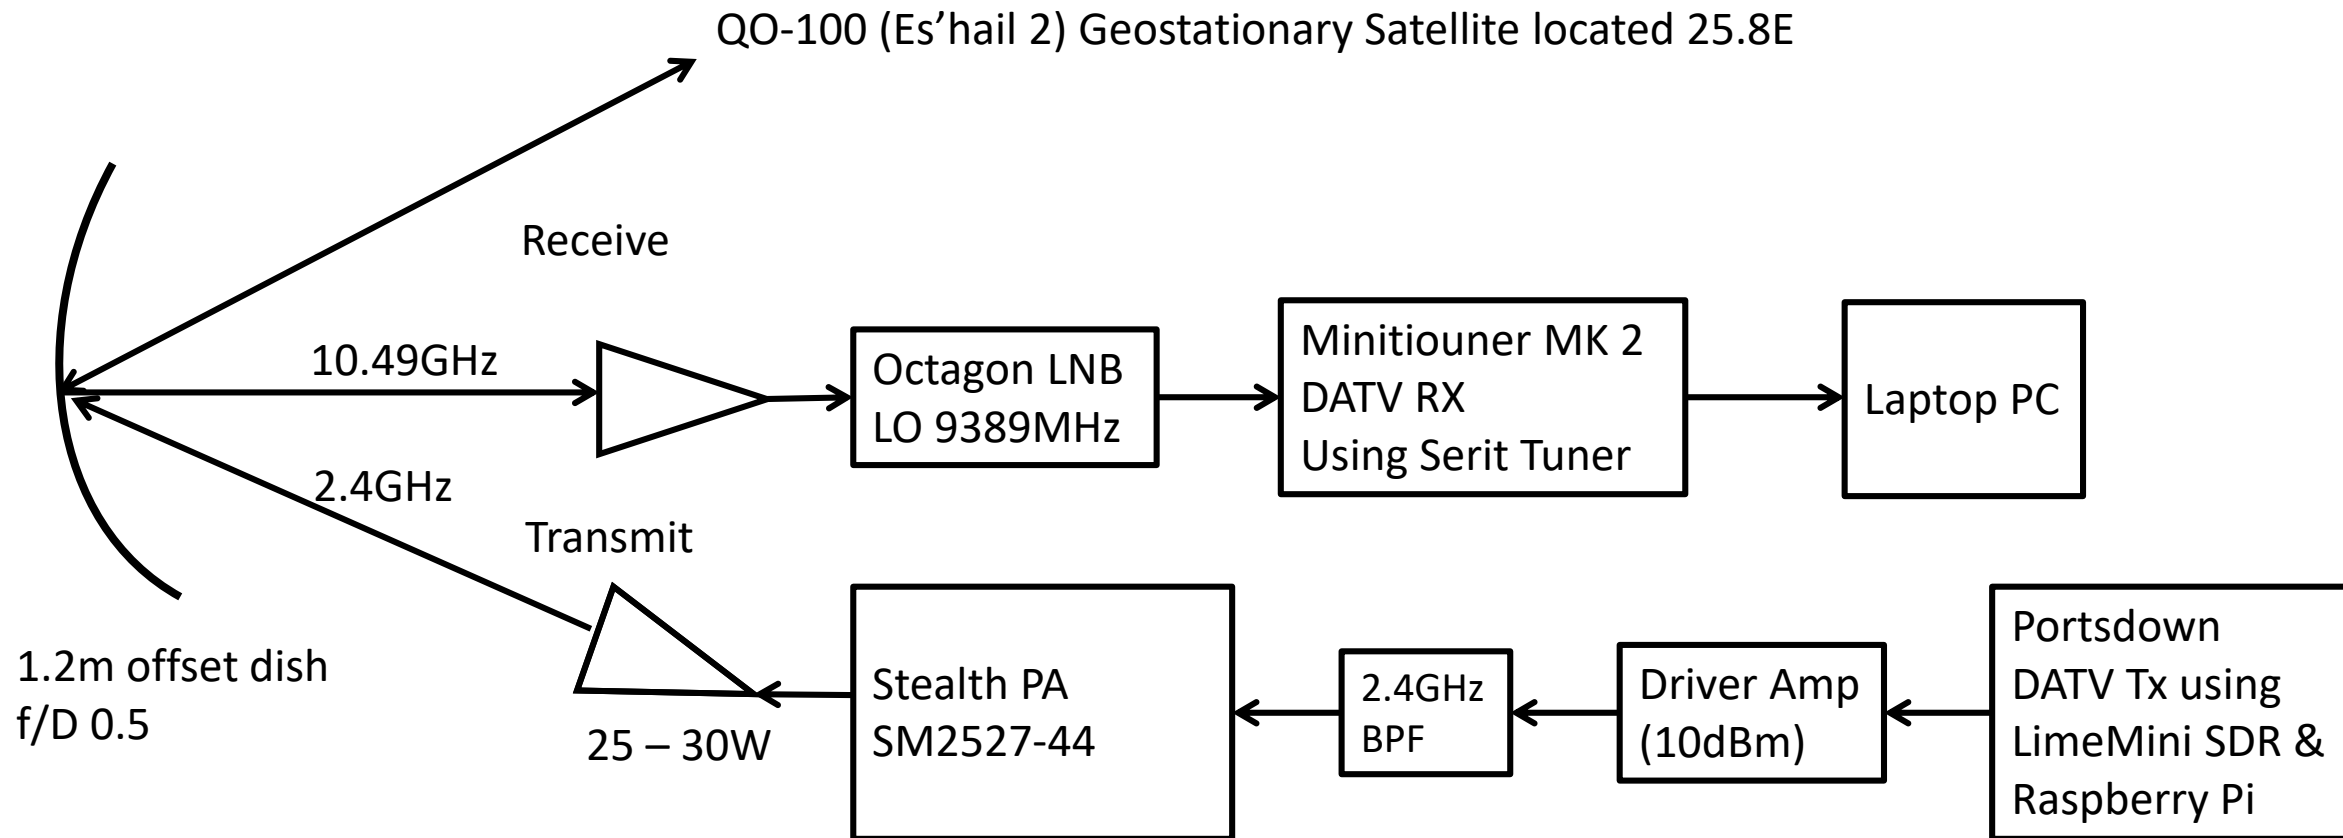 QO-100 (Es’hail 2) Geostationary Satellite located 25.8E
Receive
10.49GHz
Octagon LNB
LO 9389MHz
Minitiouner MK 2
DATV RX
Using Serit Tuner
Laptop PC
2.4GHz
Transmit
1.2m offset dish
f/D 0.5
25 – 30W
Stealth PA
SM2527-44
2.4GHz
BPF
Driver Amp
(10dBm)
Portsdown
DATV Tx using
LimeMini SDR &
Raspberry Pi